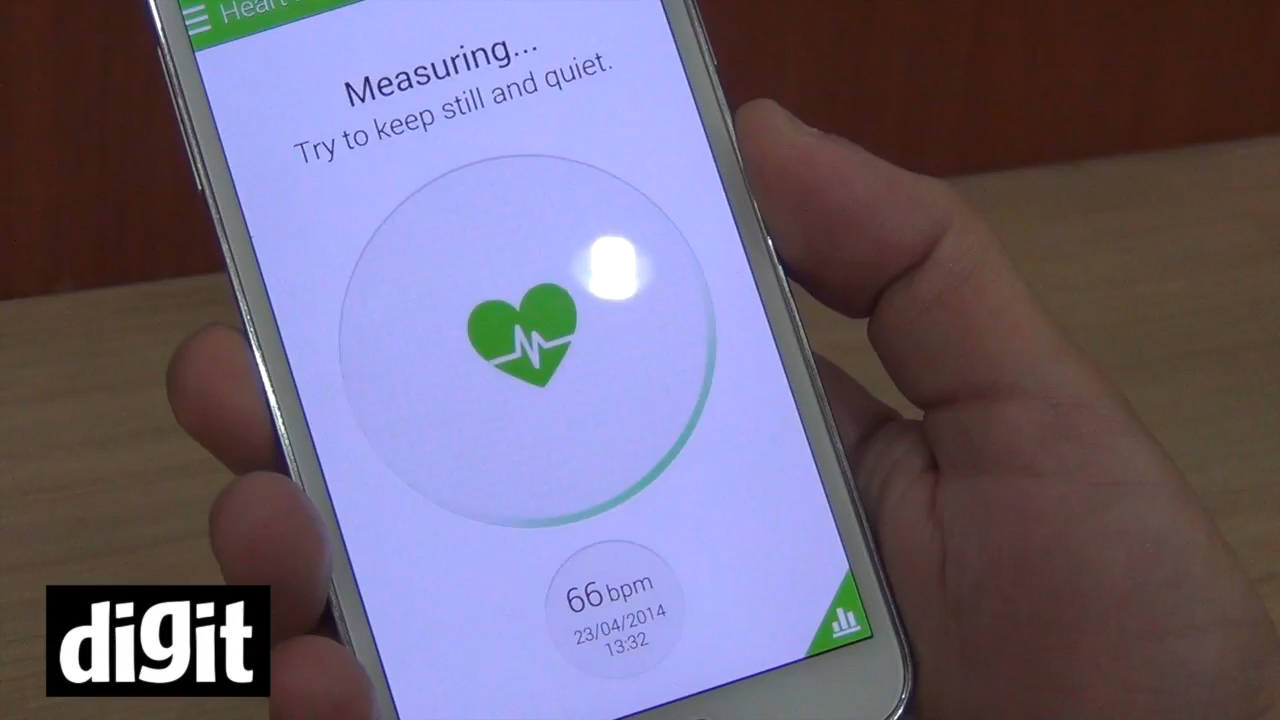 Heart
Measuring...
Try to keep still and quiet.
66 bpm
23/04/2014
13:32
digit